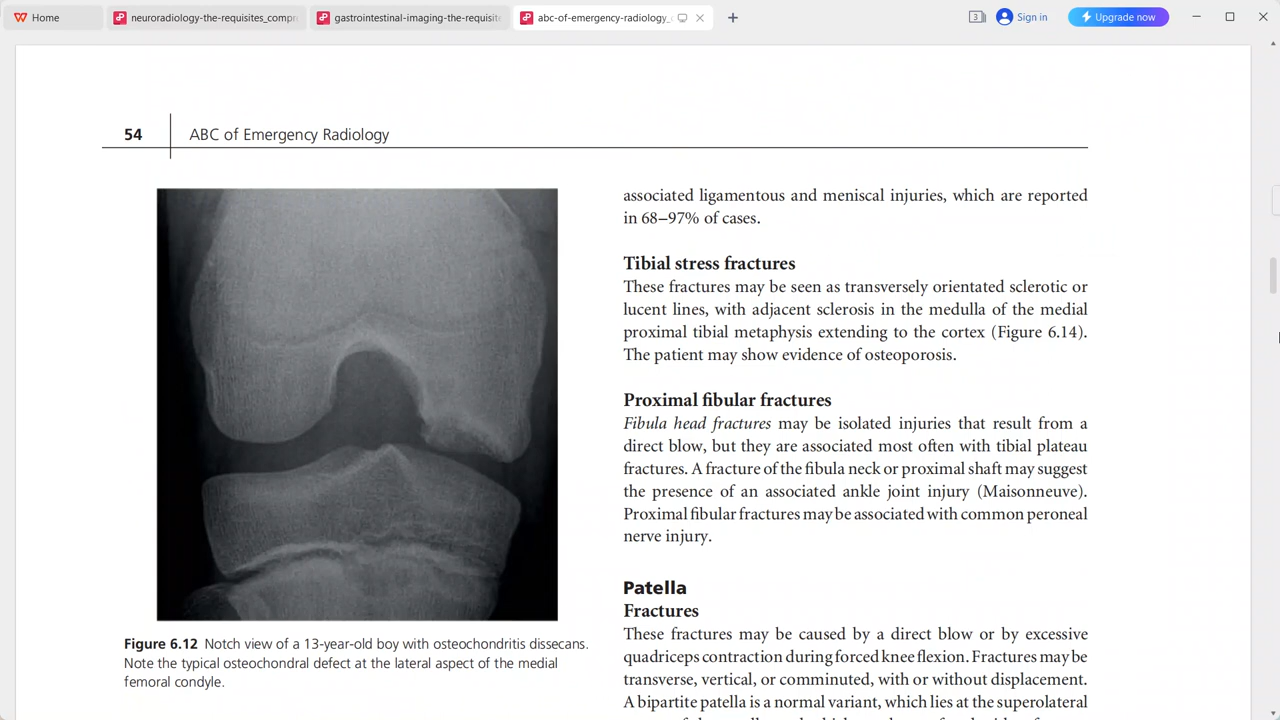 Home
neuroradiology-the-requisites_compr
gastrointestinal-imaging-the-requisite
abc-of-emergency-radiology_
3
Sign in
Upgrade now
54
ABC of Emergency Radiology
Figure 6.12 Notch view of a 13-year-old boy with osteochondritis dissecans.
Note the typical osteochondral defect at the lateral aspect of the medial
femoral condyle.
associated ligamentous and meniscal injuries, which are reported
in 68–97% of cases.
Tibial stress fractures
These fractures may be seen as transversely orientated sclerotic or
lucent lines, with adjacent sclerosis in the medulla of the medial
proximal tibial metaphysis extending to the cortex (Figure 6.14).
The patient may show evidence of osteoporosis.
Proximal fibular fractures
Fibula head fractures may be isolated injuries that result from a
direct blow, but they are associated most often with tibial plateau
fractures. A fracture of the fibula neck or proximal shaft may suggest
the presence of an associated ankle joint injury (Maisonneuve).
Proximal fibular fractures may be associated with common peroneal
nerve injury.
Patella
Fractures
These fractures may be caused by a direct blow or by excessive
quadriceps contraction during forced knee flexion. Fractures may be
transverse, vertical, or comminuted, with or without displacement.
A bipartite patella is a normal variant, which lies at the superolateral